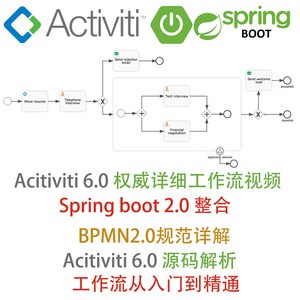 Activiti™ spring
BOOT
Send rejection email
Store resume
Telephone interview
Tech interview
Financial negotiation
Send welcome mail
Acitiviti 6.0 权威详细工作流视频
Spring boot 2.0 整合
BPMN2.0规范详解
Acitiviti 6.0 源码解析
工作流从入门到精通